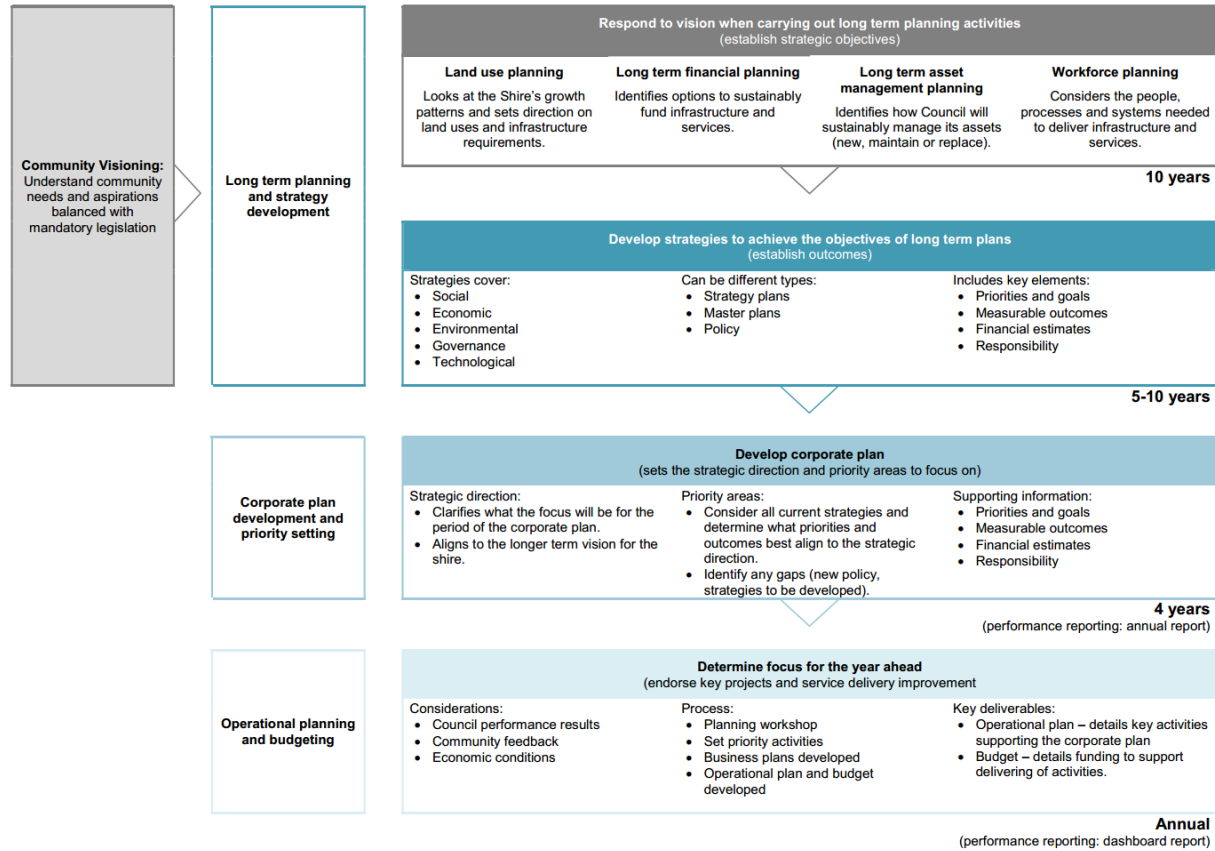 Community Visioning:
Understand community
needs and aspirations
balanced with
mandatory legislation
Long term planning
and strategy
development
Respond to vision when carrying out long term planning activities
(establish strategic objectives)
Land use planning
Looks at the Shire's growth
patterns and sets direction on
land uses and infrastructure
requirements.
Long term financial planning
Identifies options to sustainably
fund infrastructure and
services.
Long term asset
management planning
Identifies how Council will
sustainably manage its assets
(new, maintain or replace).
Workforce planning
Considers the people,
processes and systems needed
to deliver infrastructure and
services.
10 years
Develop strategies to achieve the objectives of long term plans
(establish outcomes)
Strategies cover:
• Social
• Economic
• Environmental
• Governance
• Technological
Can be different types:
• Strategy plans
• Master plans
• Policy
Includes key elements:
• Priorities and goals
• Measurable outcomes
• Financial estimates
• Responsibility
5-10 years
Corporate plan
development and
priority setting
Develop corporate plan
(sets the strategic direction and priority areas to focus on)
Strategic direction:
• Clarifies what the focus will be for the
period of the corporate plan.
• Aligns to the longer term vision for the
shire.
Priority areas:
• Consider all current strategies and
determine what priorities and
outcomes best align to the strategic
direction.
• Identify any gaps (new policy,
strategies to be developed).
Supporting information:
• Priorities and goals
• Measurable outcomes
• Financial estimates
• Responsibility
4 years
(performance reporting: annual report)
Operational planning
and budgeting
Determine focus for the year ahead
(endorse key projects and service delivery improvement
Considerations:
• Council performance results
• Community feedback
• Economic conditions
Process:
• Planning workshop
• Set priority activities
• Business plans developed
• Operational plan and budget
developed
Key deliverables:
• Operational plan – details key activities
supporting the corporate plan
• Budget – details funding to support
delivering of activities.
Annual
(performance reporting: dashboard report)